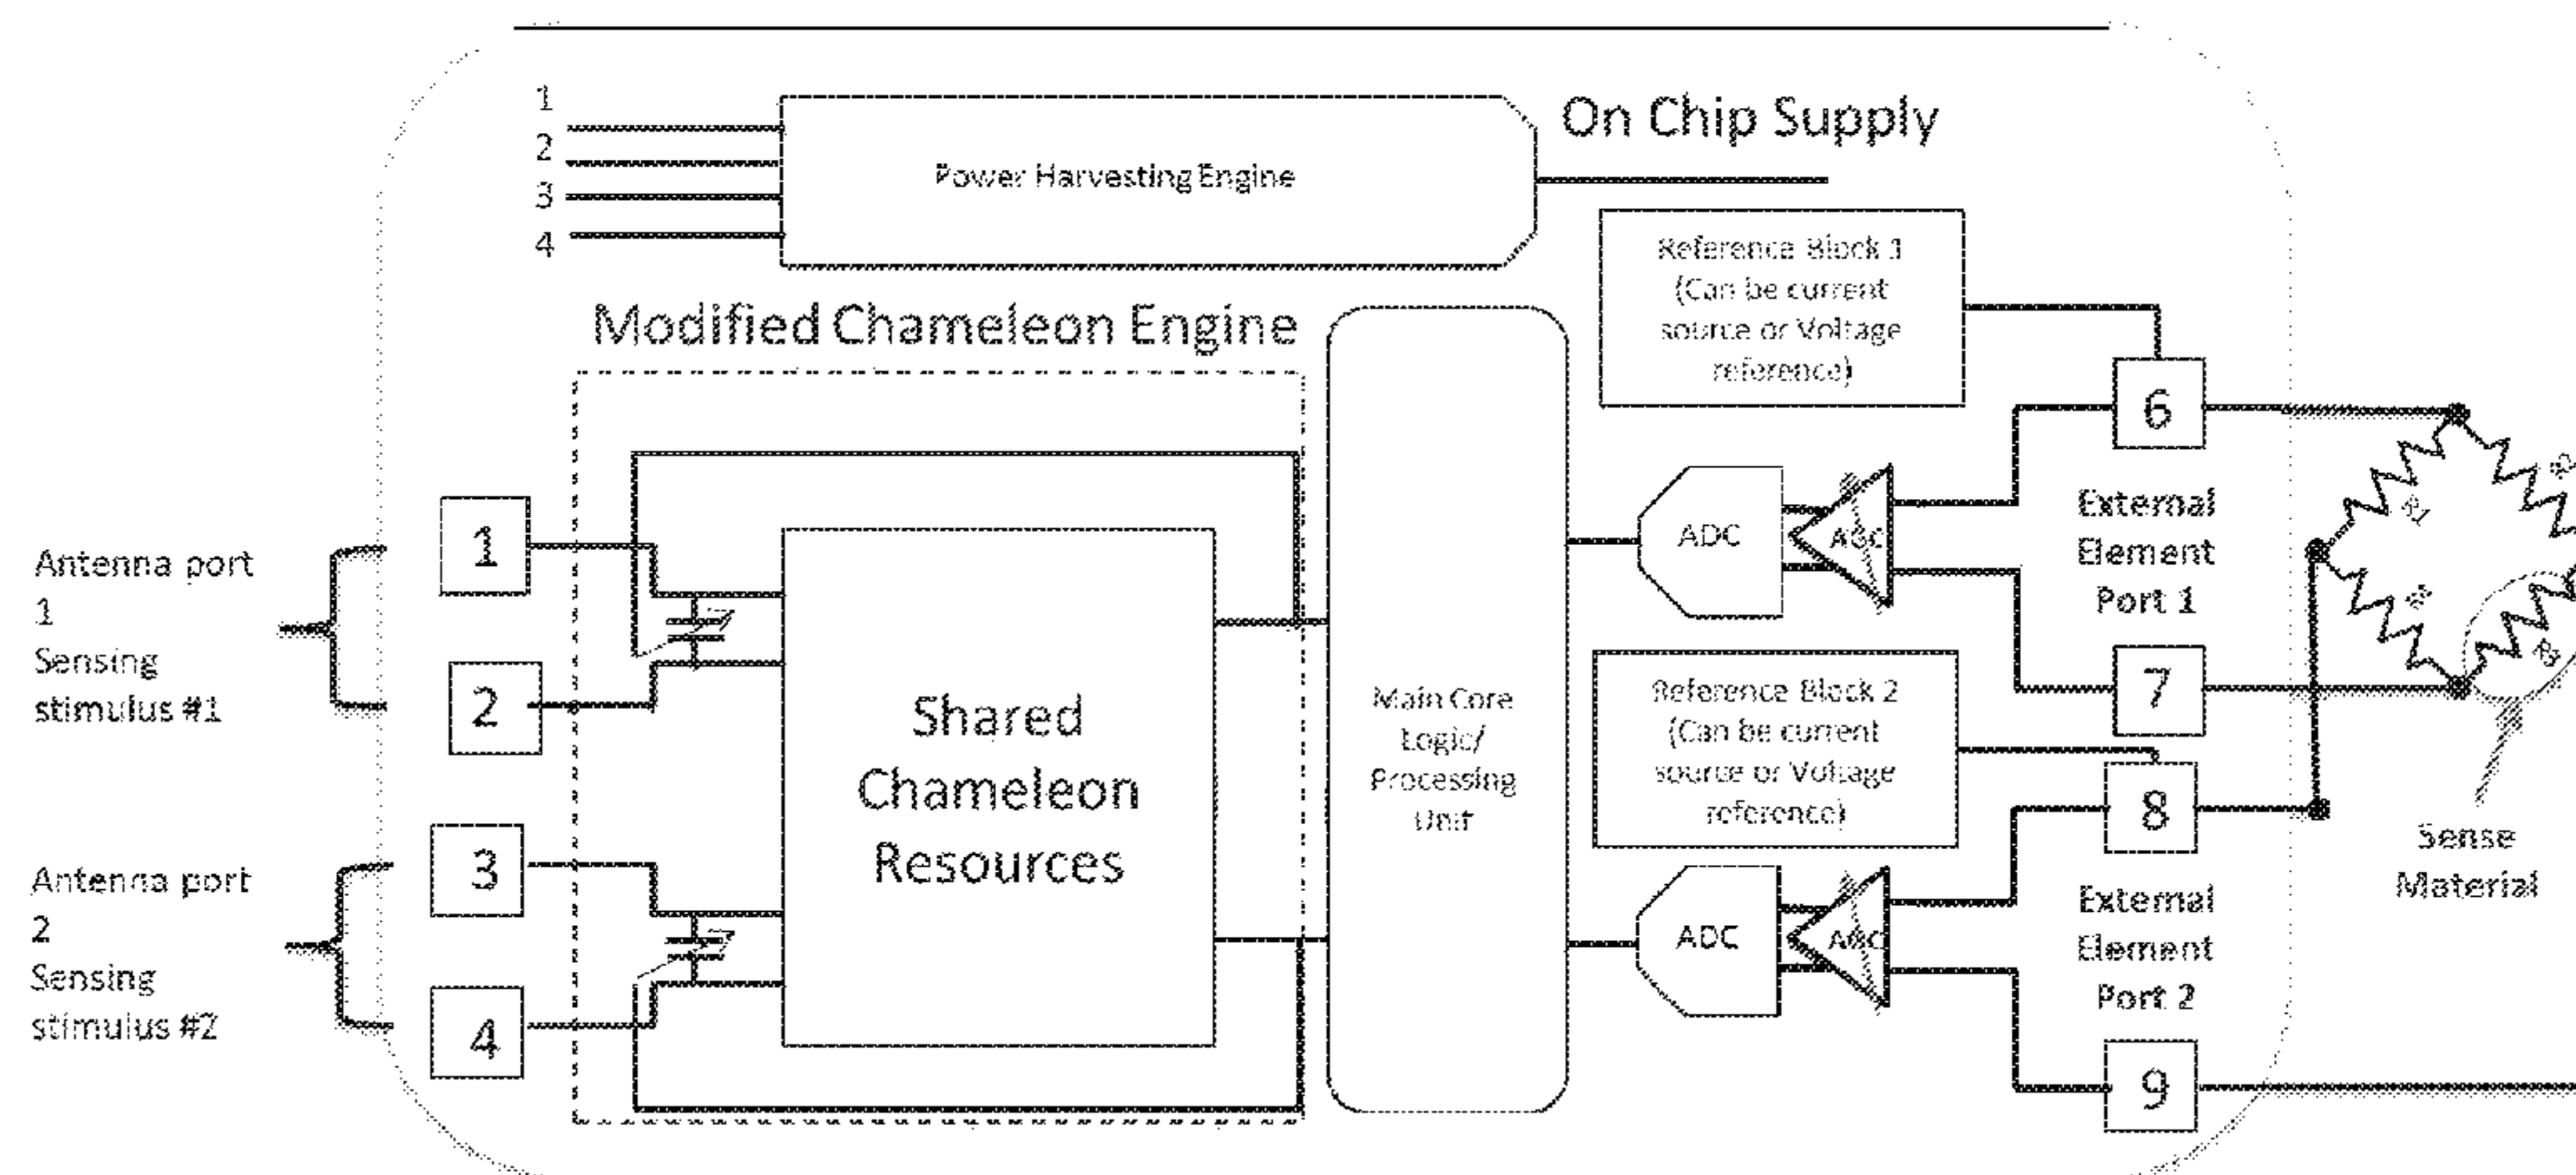 1
2
3
4
Power Harvesting Engine
On Chip Supply
Reference Block 1
(Can be current
source or Voltage
reference)
Modified Chameleon Engine
6
External
Element
Port 1
7
1
2
3
4
Antenna port
1
Sensing
stimulus #1
Antenna port
2
Sensing
stimulus #2
Shared
Chameleon
Resources
Main Core
Logic/
Processing
Unit
ADC
AGC
Reference Block 2
(Can be current
source or Voltage
reference)
8
ADC
AGC
External
Element
Port 2
9
R1
R3
Sense
Material